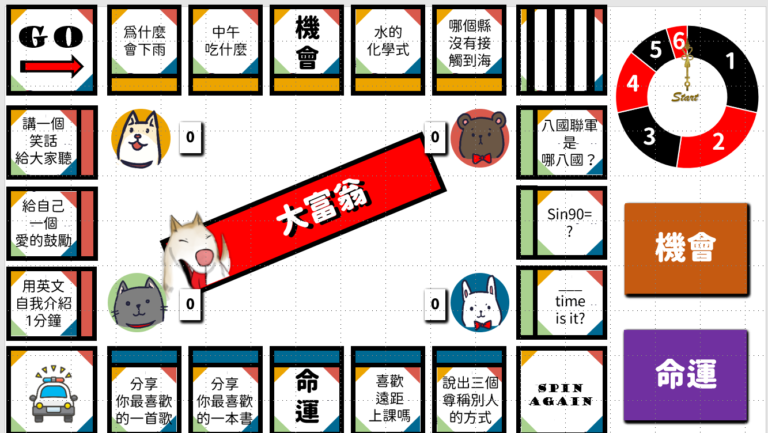 GO
爲什麼
會下雨
中午
吃什麼
機
會
水的
化學式
哪個縣
沒有接
觸到海
6
1
2
3
4
5
Start
講一個
笑話
給大家聽
0
0
八國聯軍
是
哪八國？
給自己
一個
愛的鼓勵
大富翁
Sin90=
?
機會
用英文
自我介紹
1分鐘
0
0
___
time
is it?
命運
分享
你最喜歡
的一首歌
分享
你最喜歡
的一本書
命
運
喜歡
遠距
上課嗎
說出三個
尊稱別人
的方式
SPIN
AGAIN